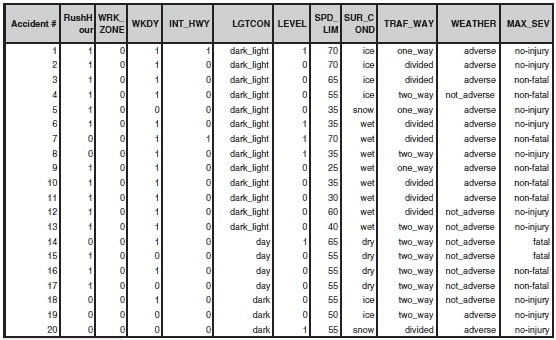 Accident # RushH our WRK_ ZONE WKDY INT_HWY LGTCON LEVEL SPD_ LIM SUR_C OND TRAF_WAY WEATHER MAX_SEV
1 1 0 1 1 dark_light 1 70 ice one_way adverse no-injury
2 1 0 1 0 dark_light 0 70 ice divided adverse no-injury
3 1 0 1 0 dark_light 0 65 ice divided adverse non-fatal
4 1 0 1 0 dark_light 0 55 ice two_way not_adverse non-fatal
5 1 0 0 0 dark_light 0 35 snow one_way adverse no-injury
6 1 0 1 0 dark_light 1 35 wet divided adverse no-injury
7 0 0 1 1 dark_light 1 70 wet divided adverse non-fatal
8 0 0 1 0 dark_light 1 35 wet two_way adverse no-injury
9 1 0 1 0 dark_light 0 25 wet one_way adverse non-fatal
10 1 0 1 0 dark_light 0 35 wet divided adverse non-fatal
11 1 0 1 0 dark_light 0 30 wet divided adverse non-fatal
12 1 0 1 0 dark_light 0 60 wet divided not_adverse no-injury
13 1 0 1 0 dark_light 0 40 wet two_way not_adverse no-injury
14 0 0 1 0 day 1 65 dry two_way not_adverse fatal
15 1 0 0 0 day 0 55 dry two_way not_adverse fatal
16 1 0 1 0 day 0 55 dry two_way not_adverse non-fatal
17 1 0 0 0 day 0 55 dry two_way not_adverse non-fatal
18 0 0 1 0 dark 0 55 ice two_way not_adverse no-injury
19 0 0 0 0 dark 0 50 ice two_way adverse no-injury
20 0 0 0 0 dark 1 55 snow divided adverse no-injury